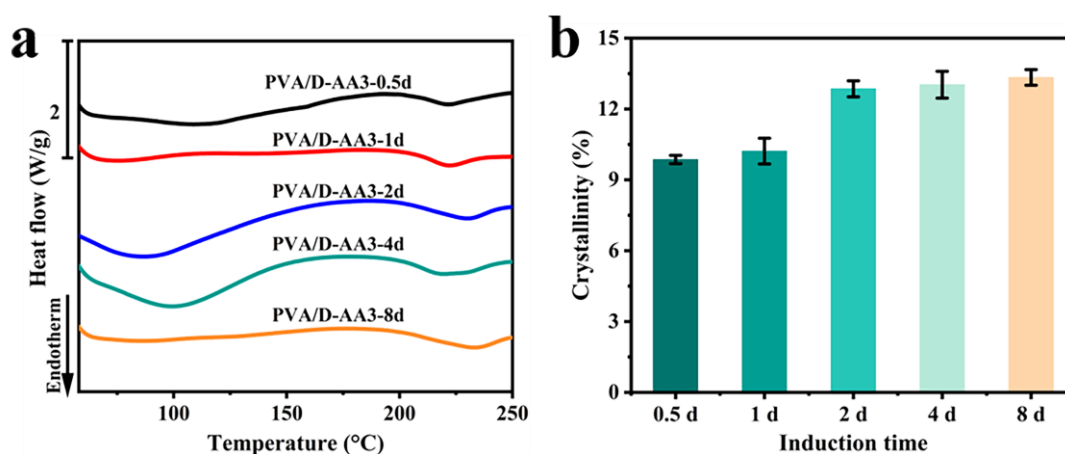 a
PVA/D-AA3-0.5d
PVA/D-AA3-1d
PVA/D-AA3-2d
PVA/D-AA3-4d
PVA/D-AA3-8d
2
Heat flow (W/g)
Endotherm
100
150
200
250
Temperature (°C)
b
15
12
9
6
3
0
Crystallinity (%)
0.5 d
1 d
2 d
4 d
8 d
Induction time